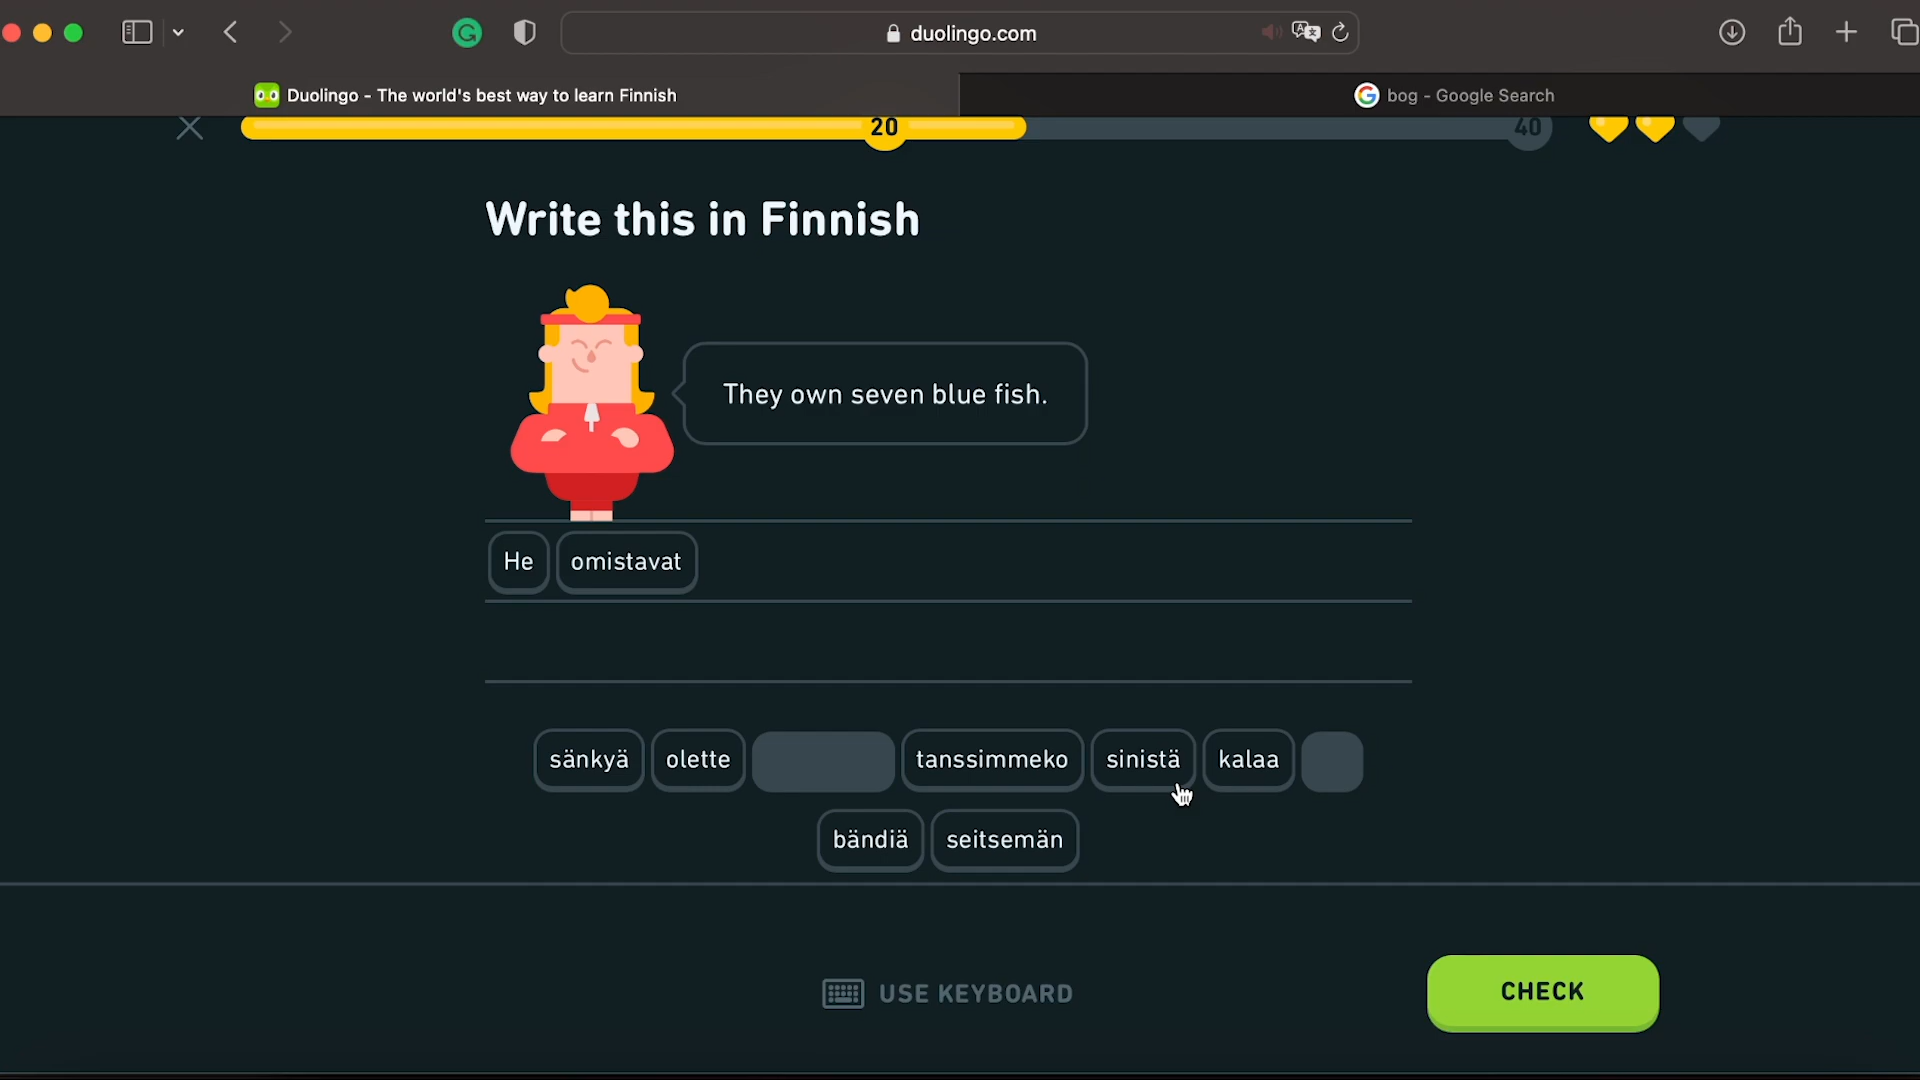 duolingo.com
Duolingo - The world's best way to learn Finnish
bog - Google Search
20
40
Write this in Finnish
They own seven blue fish.
He omistavat
sänkyä olette tanssimmeko sinistä kalaa
bändiä seitsemän
USE KEYBOARD
CHECK